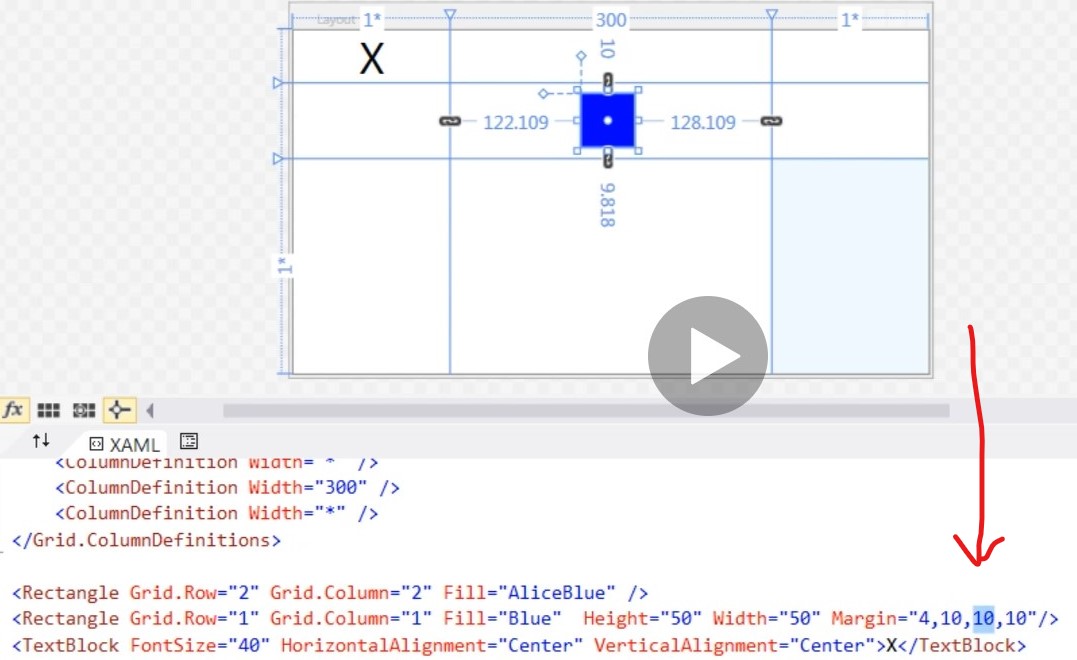 Layout 1* 300 1*
X
10
122.109 128.109
9.818
1*
fx
XAML
<ColumnDefinition Width="*" />
<ColumnDefinition Width="300" />
<ColumnDefinition Width="*" />
</Grid.ColumnDefinitions>
<Rectangle Grid.Row="2" Grid.Column="2" Fill="AliceBlue" />
<Rectangle Grid.Row="1" Grid.Column="1" Fill="Blue"  Height="50" Width="50" Margin="4,10,10,10"/>
<TextBlock FontSize="40" HorizontalAlignment="Center" VerticalAlignment="Center">X</TextBlock>